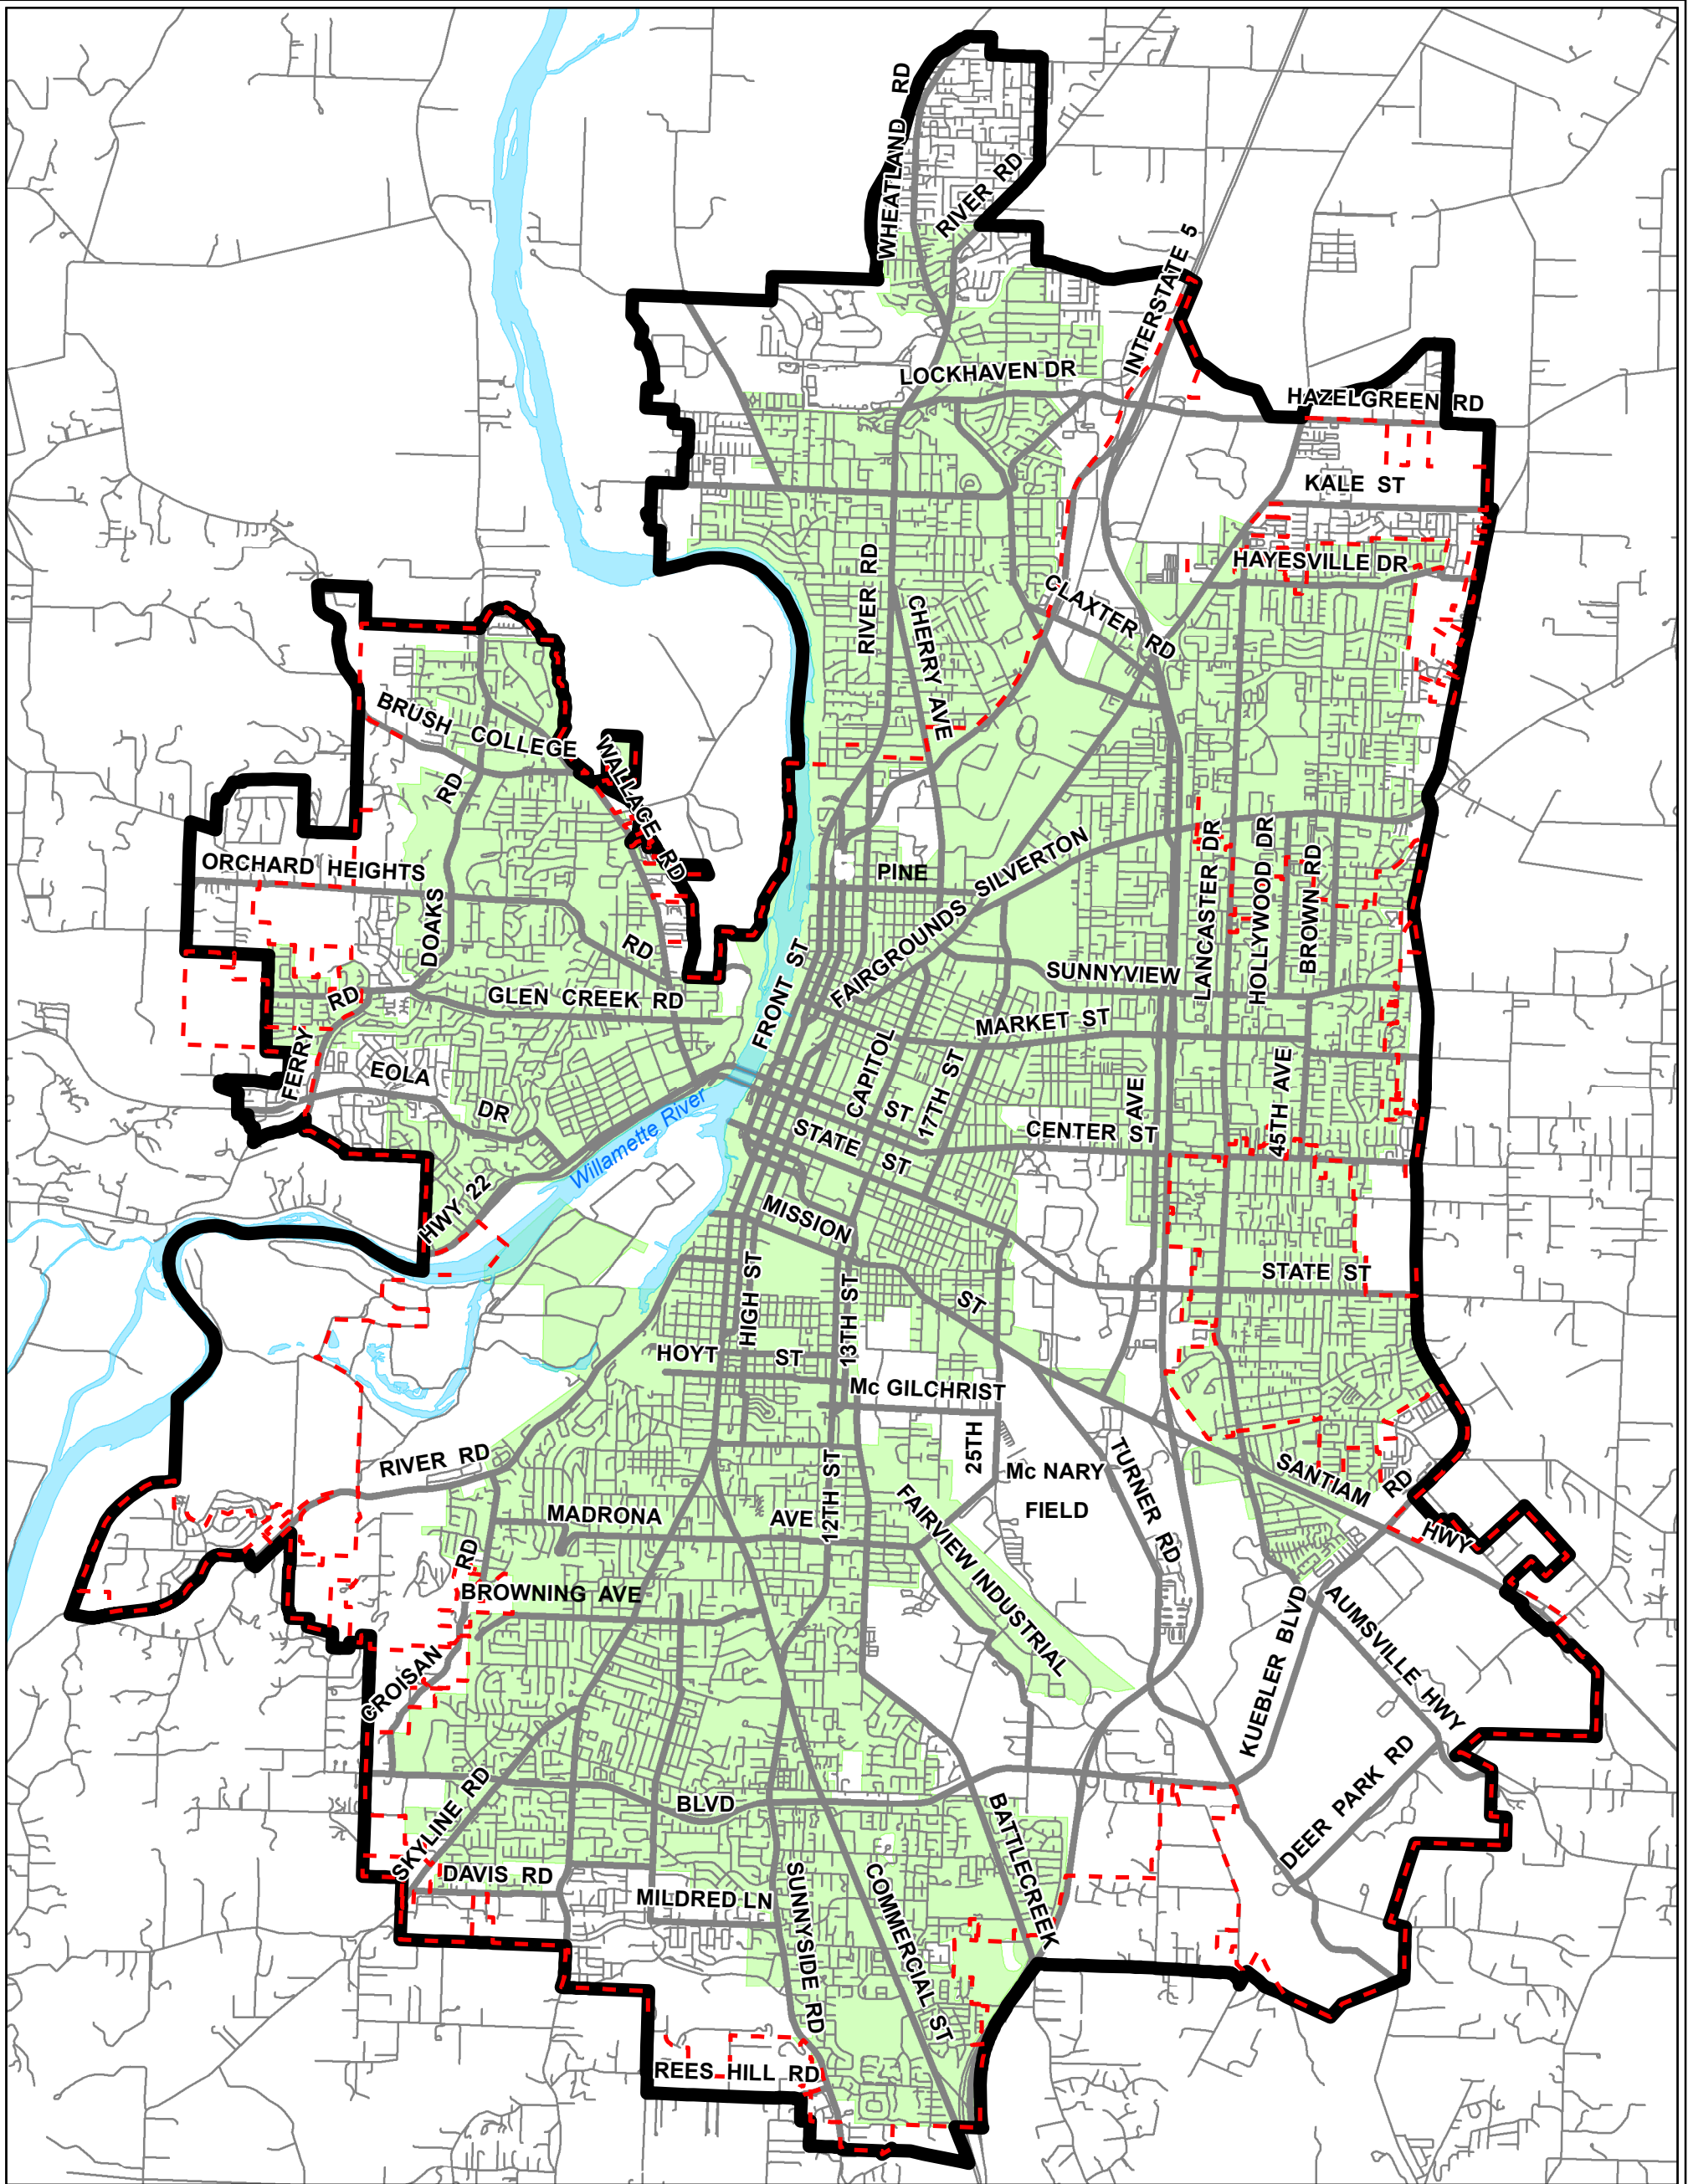 WHEATLAND RD
RIVER RD
INTERSTATE 5
LOCKHAVEN DR
HAZELGREEN RD
KALE ST
HAYESVILLE DR
RIVER RD
CHERRY AVE
CLAXTER RD
BRUSH COLLEGE RD
WALLACE RD
ORCHARD HEIGHTS RD
DOAKS
FERRY RD
GLEN CREEK RD
EOLA DR
HWY 22
Willamette River
FRONT ST
PINE
FAIRGROUNDS
SILVERTON
SUNNYVIEW AVE
LANCASTER DR
HOLLYWOOD DR
BROWN RD
MARKET ST
CAPITOL ST
17TH ST
CENTER ST
45TH AVE
STATE ST
STATE ST
MISSION ST
HIGH ST
13TH ST
HOYT ST
Mc GILCHRIST
25TH
Mc NARY
FIELD
TURNER RD
SANTIAM HWY
RD
RIVER RD
MADRONA AVE
12TH ST
FAIRVIEW INDUSTRIAL
BROWNING AVE
CROISAN RD
KUEBLER BLVD
AUMSVILLE HWY
DEER PARK RD
SKYLINE RD
BLVD
BATTLECREEK
DAVIS RD
MILDRED LN
SUNNYSIDE RD
COMMERCIAL ST
REES HILL RD